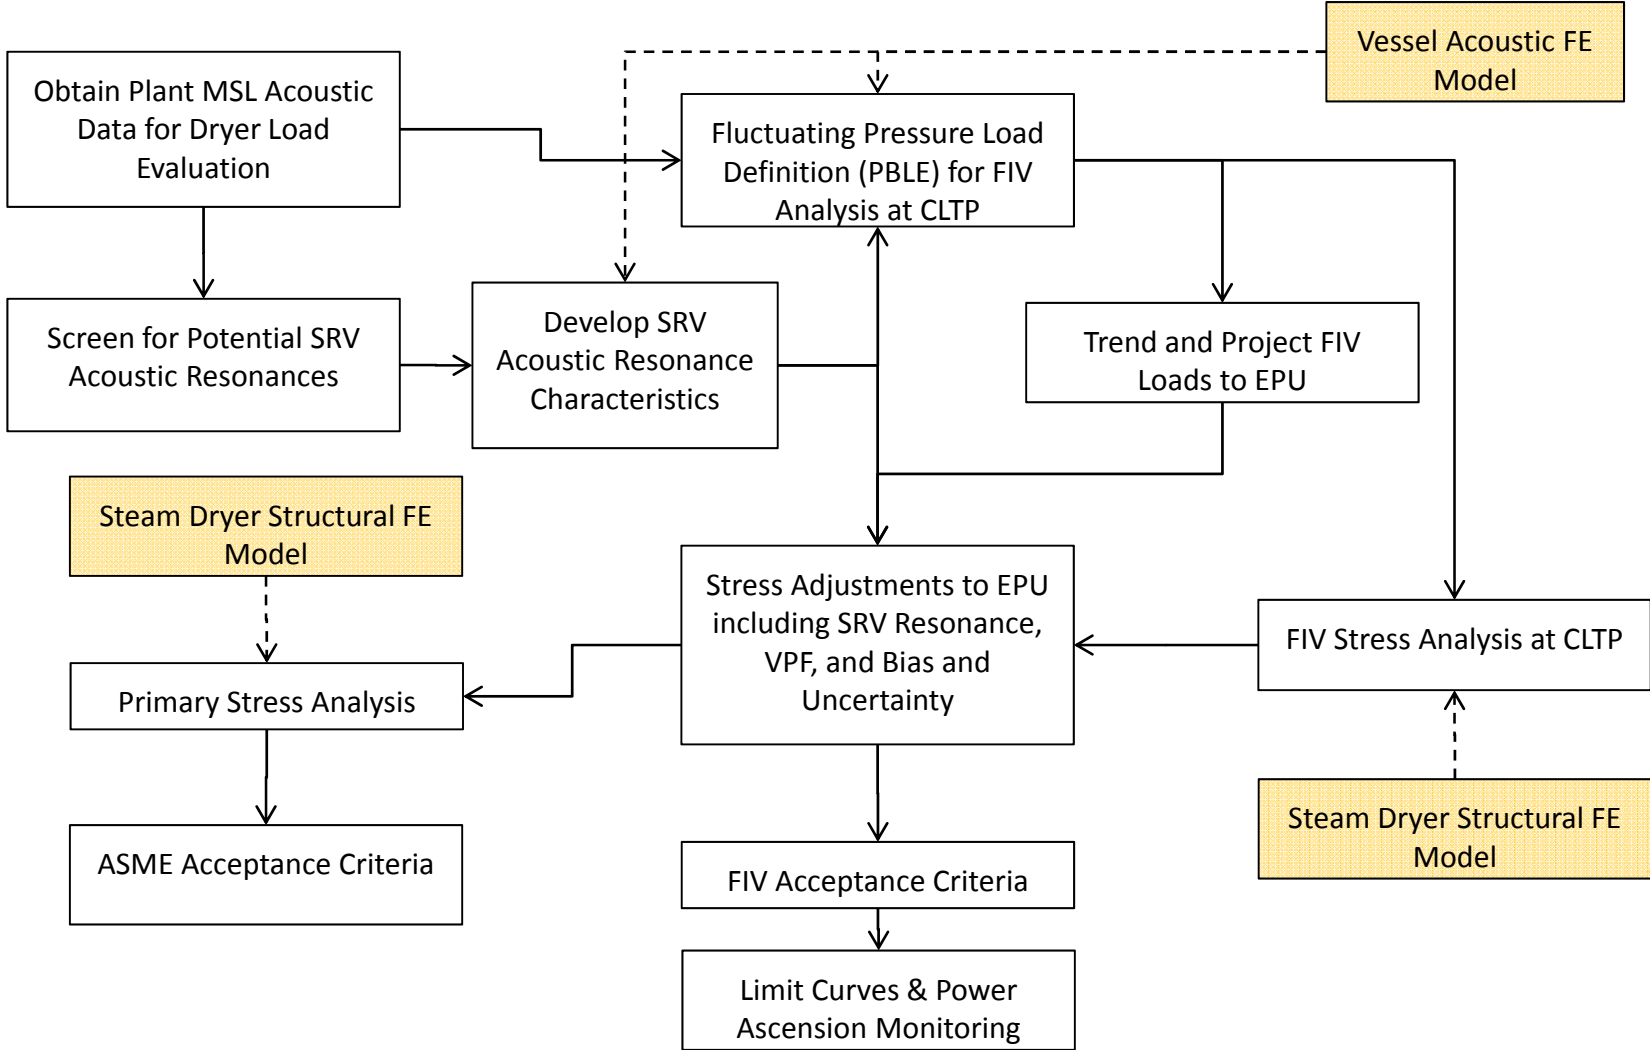 Vessel Acoustic FE
Model
Obtain Plant MSL Acoustic
Data for Dryer Load
Evaluation
Fluctuating Pressure Load
Definition (PBLE) for FIV
Analysis at CLTP
Screen for Potential SRV
Acoustic Resonances
Develop SRV
Acoustic Resonance
Characteristics
Trend and Project FIV
Loads to EPU
Steam Dryer Structural FE
Model
Stress Adjustments to EPU
including SRV Resonance,
VPF, and Bias and
Uncertainty
FIV Stress Analysis at CLTP
Primary Stress Analysis
Steam Dryer Structural FE
Model
ASME Acceptance Criteria
FIV Acceptance Criteria
Limit Curves & Power
Ascension Monitoring